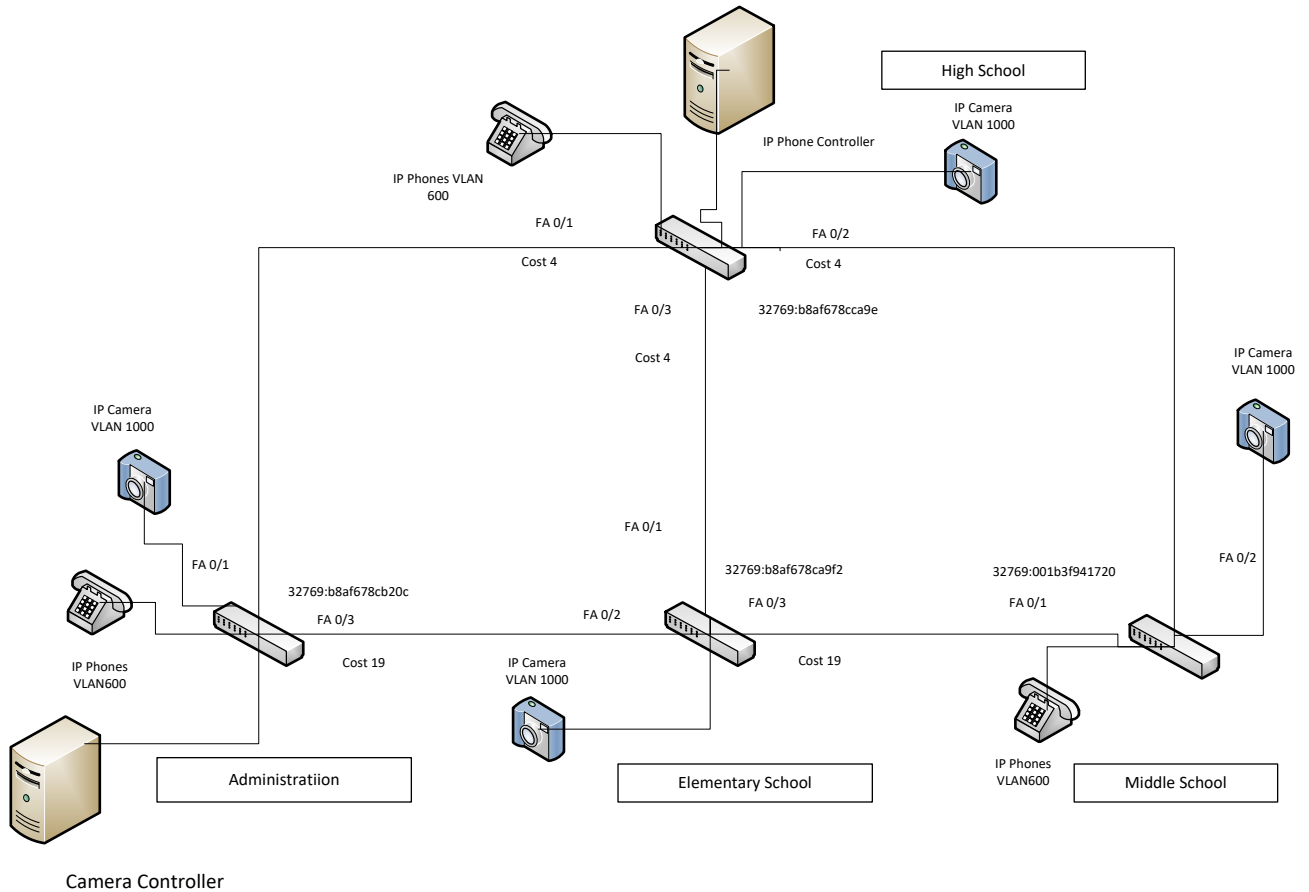 High School
IP Camera
VLAN 1000
IP Phone Controller
IP Phones VLAN
600
FA 0/1
FA 0/2
Cost 4
Cost 4
FA 0/3
32769:b8af678cca9e
Cost 4
IP Camera
VLAN 1000
IP Camera
VLAN 1000
FA 0/1
FA 0/2
FA 0/1
32769:b8af678ca9f2
32769:001b3f941720
32769:b8af678cb20c
FA 0/3
FA 0/2
FA 0/3
FA 0/1
IP Phones
VLAN600
Cost 19
IP Camera
VLAN 1000
Cost 19
IP Phones
VLAN600
Administratiion
Elementary School
Middle School
Camera Controller